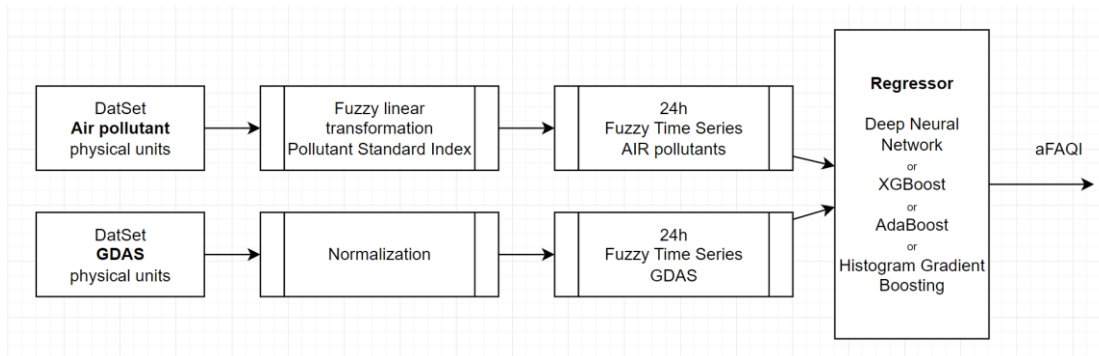 DatSet
Air pollutant
physical units
Fuzzy linear
transformation
Pollutant Standard Index
24h
Fuzzy Time Series
AIR pollutants
DatSet
GDAS
physical units
Normalization
24h
Fuzzy Time Series
GDAS
Regressor
Deep Neural
Network
or
XGBoost
or
AdaBoost
or
Histogram Gradient
Boosting
aFAQI